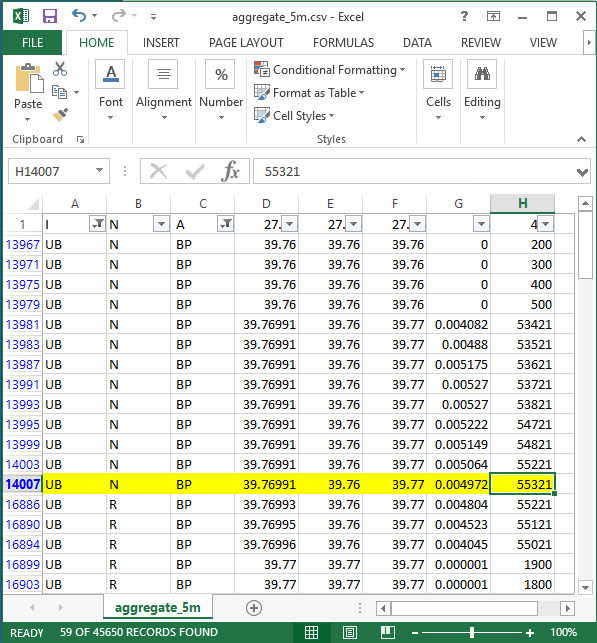 aggregate_5m.csv - Excel
FILE HOME INSERT PAGE LAYOUT FORMULAS DATA REVIEW VIEW
Paste
Clipboard
Font
Alignment
Number
Conditional Formatting
Format as Table
Cell Styles
Styles
Cells
Editing
H14007 fx 55321
A B C D E F G H
1 I N A 27. 27. 27. 4
13967 UB N BP 39.76 39.76 39.76 0 200
13971 UB N BP 39.76 39.76 39.76 0 300
13975 UB N BP 39.76 39.76 39.76 0 400
13979 UB N BP 39.76 39.76 39.76 0 500
13981 UB N BP 39.76991 39.76 39.77 0.004082 53421
13983 UB N BP 39.76991 39.76 39.77 0.00488 53521
13987 UB N BP 39.76991 39.76 39.77 0.005175 53621
13991 UB N BP 39.76991 39.76 39.77 0.00527 53721
13993 UB N BP 39.76991 39.76 39.77 0.00527 53821
13995 UB N BP 39.76991 39.76 39.77 0.005222 54721
13999 UB N BP 39.76991 39.76 39.77 0.005149 54821
14003 UB N BP 39.76991 39.76 39.77 0.005064 55221
14007 UB N BP 39.76991 39.76 39.77 0.004972 55321
16886 UB R BP 39.76993 39.76 39.77 0.004804 55221
16890 UB R BP 39.76995 39.76 39.77 0.004523 55121
16894 UB R BP 39.76996 39.76 39.77 0.004045 55021
16899 UB R BP 39.77 39.77 39.77 0.000001 1900
16903 UB R BP 39.77 39.77 39.77 0.000001 1800
aggregate_5m
READY 59 OF 45650 RECORDS FOUND 100%